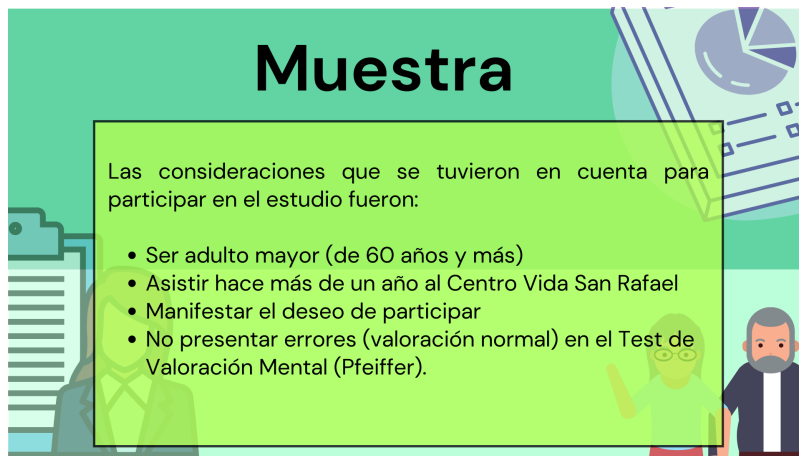 Muestra
Las consideraciones que se tuvieron en cuenta para
participar en el estudio fueron:
• Ser adulto mayor (de 60 años y más)
• Asistir hace más de un año al Centro Vida San Rafael
• Manifestar el deseo de participar
• No presentar errores (valoración normal) en el Test de
Valoración Mental (Pfeiffer).